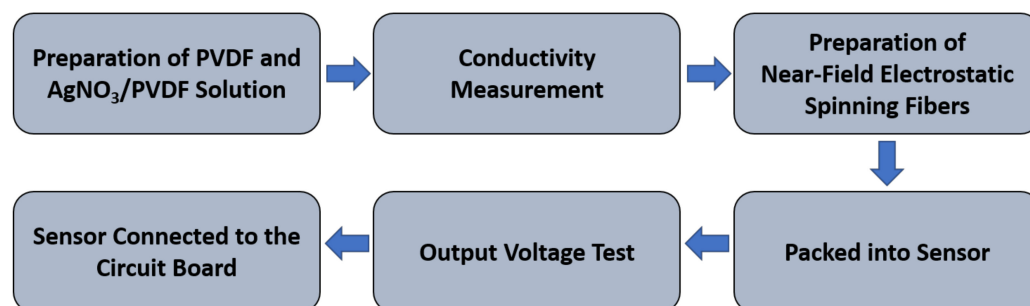 Preparation of PVDF and
AgNO₃/PVDF Solution
Conductivity
Measurement
Preparation of
Near-Field Electrostatic
Spinning Fibers
Packed into Sensor
Output Voltage Test
Sensor Connected to the
Circuit Board